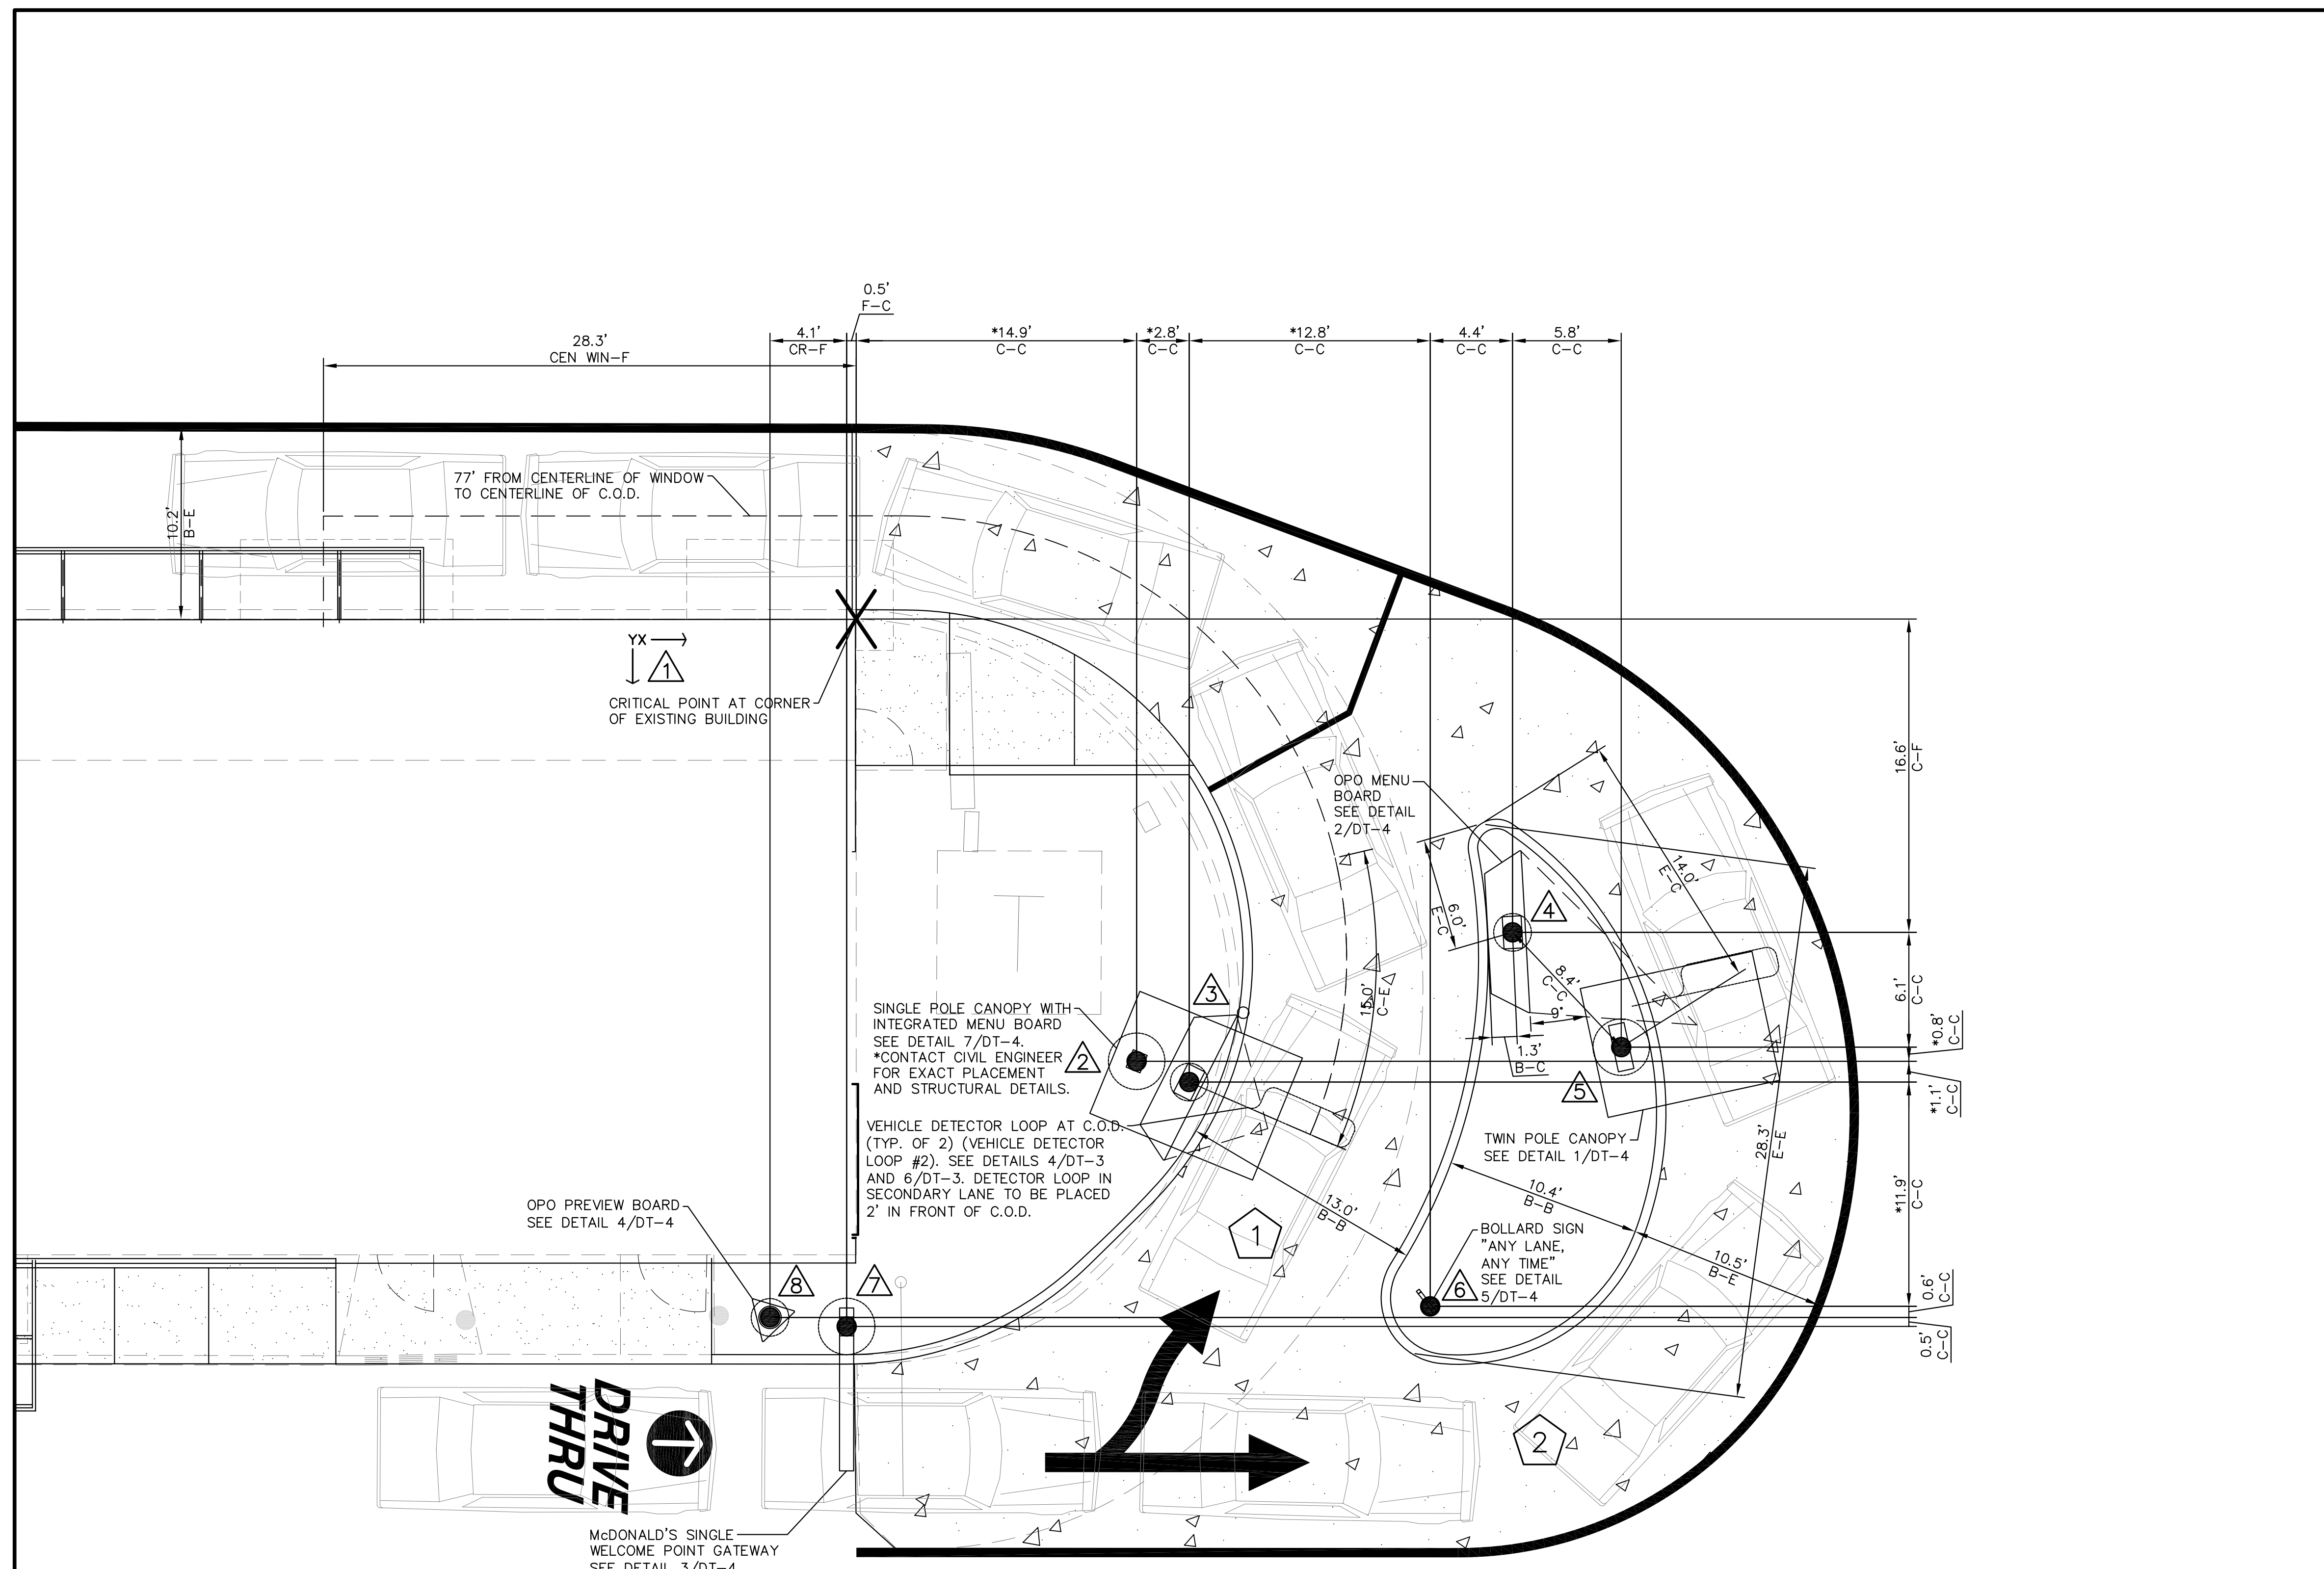 0.5'
F-C
28.3'
CEN WIN-F
4.1'
CR-F
*14.9'
C-C
*2.8'
C-C
*12.8'
C-C
4.4'
C-C
5.8'
C-C
10.2'
B-E
77' FROM CENTERLINE OF WINDOW
TO CENTERLINE OF C.O.D.
YX
1
CRITICAL POINT AT CORNER
OF EXISTING BUILDING
16.6'
C-F
OPO MENU
BOARD
SEE DETAIL
2/DT-4
14.0'
E-C
6.0'
E-C
4
8.4'
C-C
9"
1.3'
B-C
15.0'
C-E
6.1'
C-C
*0.8'
C-C
*1.1'
C-C
3
SINGLE POLE CANOPY WITH
INTEGRATED MENU BOARD
SEE DETAIL 7/DT-4.
*CONTACT CIVIL ENGINEER
FOR EXACT PLACEMENT
AND STRUCTURAL DETAILS.
2
5
VEHICLE DETECTOR LOOP AT C.O.D.
(TYP. OF 2) (VEHICLE DETECTOR
LOOP #2). SEE DETAILS 4/DT-3
AND 6/DT-3. DETECTOR LOOP IN
SECONDARY LANE TO BE PLACED
2' IN FRONT OF C.O.D.
TWIN POLE CANOPY
SEE DETAIL 1/DT-4
28.3'
E-E
*11.9'
C-C
10.4'
B-B
13.0'
B-B
10.5'
B-E
OPO PREVIEW BOARD
SEE DETAIL 4/DT-4
1
BOLLARD SIGN
"ANY LANE,
ANY TIME"
SEE DETAIL
5/DT-4
6
8
7
0.6'
C-C
0.5'
C-C
DRIVE
THRU
2
McDONALD'S SINGLE
WELCOME POINT GATEWAY
SEE DETAIL 3/DT-4